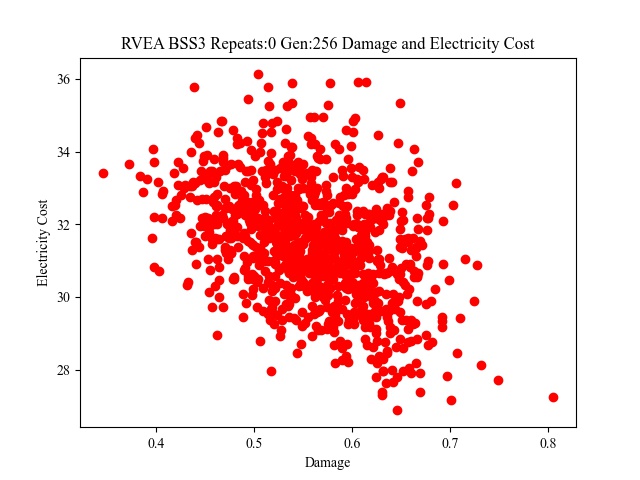 RVEA BSS3 Repeats:0 Gen:256 Damage and Electricity Cost
36
34
32
30
28
Electricity Cost
0.4 0.5 0.6 0.7 0.8
Damage